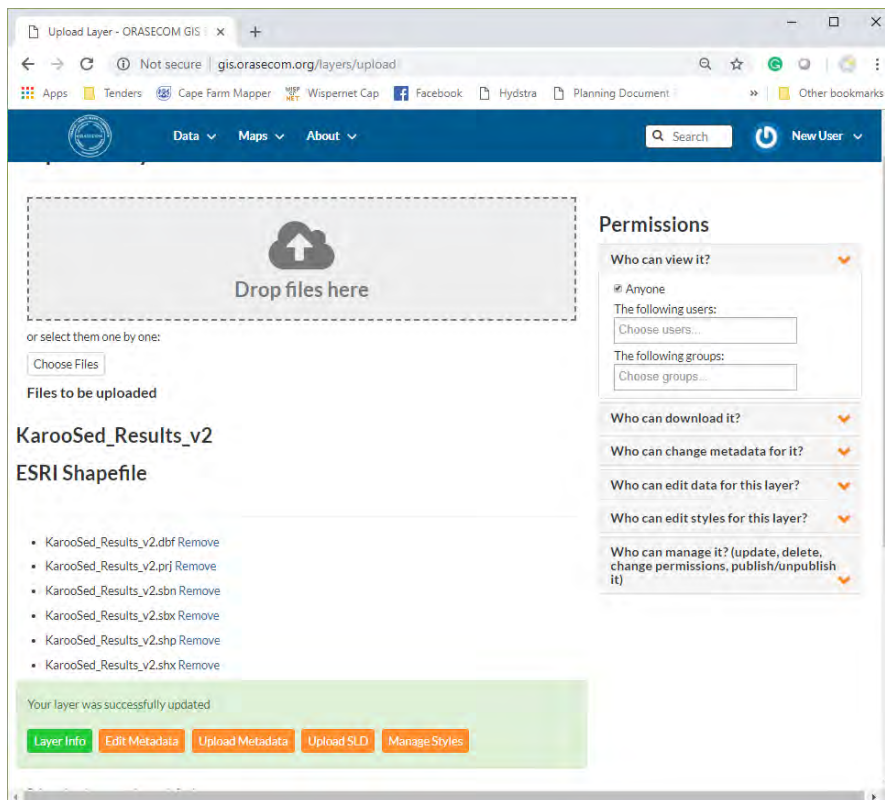 Upload Layer - ORASECOM GIS
Not secure | gis.orasecom.org/layers/upload
Apps Tenders Cape Farm Mapper Wispernet Cap Facebook Hydstra Planning Document » Other bookmarks
ORASECOM Data Maps About Search New User
Drop files here
or select them one by one:
Choose Files
Files to be uploaded
KarooSed_Results_v2
ESRI Shapefile
KarooSed_Results_v2.dbf Remove
KarooSed_Results_v2.prj Remove
KarooSed_Results_v2.sbn Remove
KarooSed_Results_v2.sbx Remove
KarooSed_Results_v2.shp Remove
KarooSed_Results_v2.shx Remove
Your layer was successfully updated
Layer Info Edit Metadata Upload Metadata Upload SLD Manage Styles
Permissions
Who can view it?
Anyone
The following users:
Choose users...
The following groups:
Choose groups...
Who can download it?
Who can change metadata for it?
Who can edit data for this layer?
Who can edit styles for this layer?
Who can manage it? (update, delete,
change permissions, publish/unpublish
it)